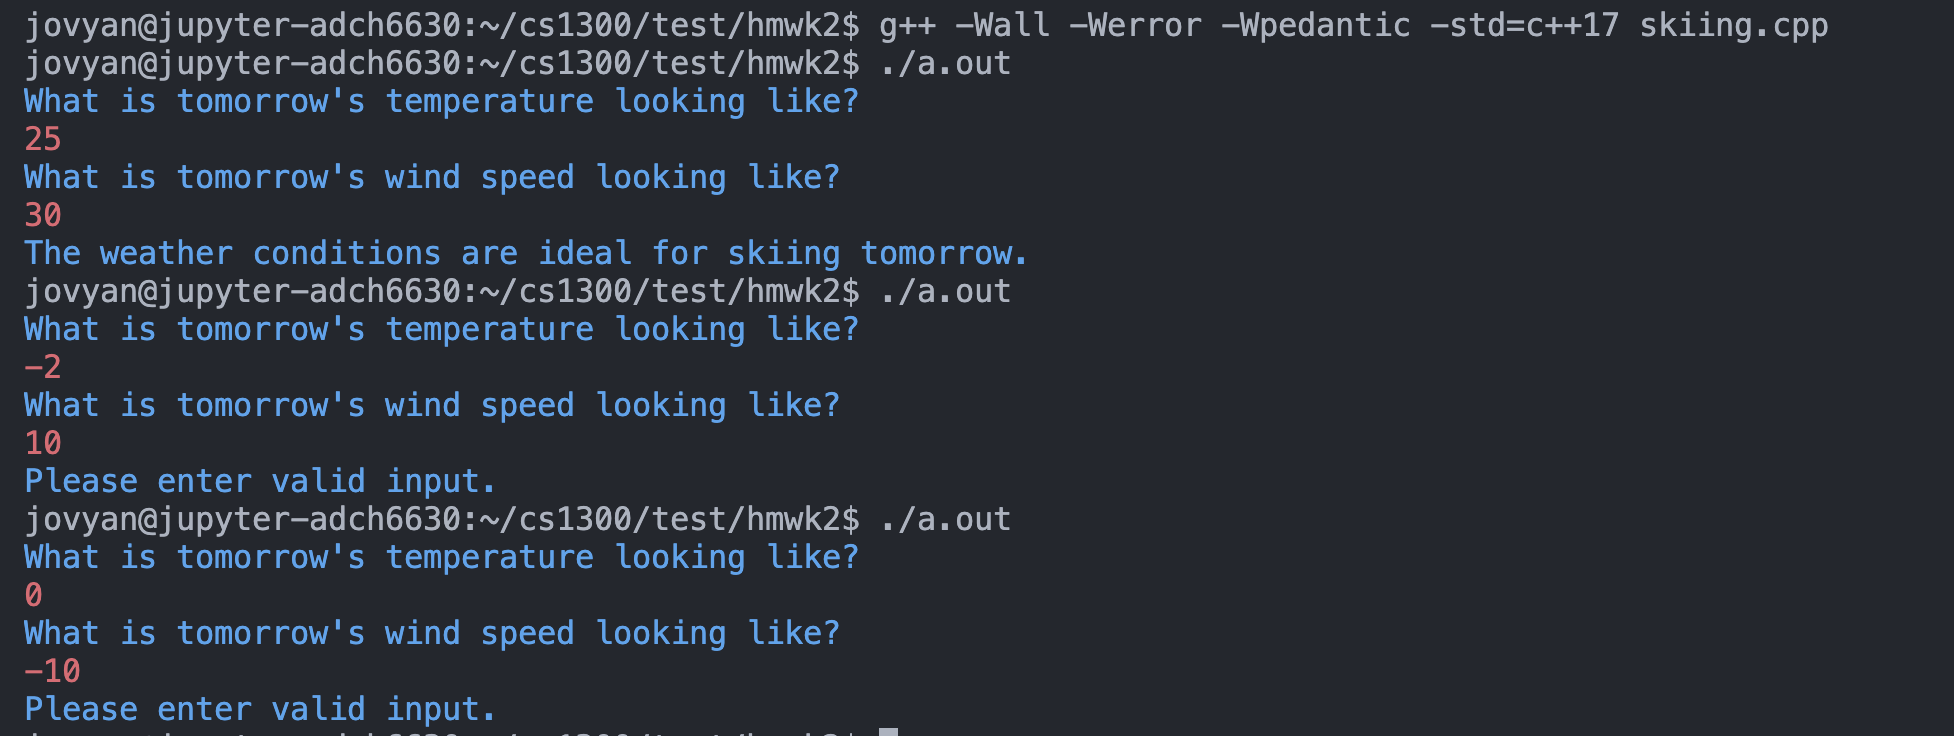 jovyan@jupyter-adch6630:~/cs1300/test/hmwk2$ g++ -Wall -Werror -Wpedantic -std=c++17 skiing.cpp
jovyan@jupyter-adch6630:~/cs1300/test/hmwk2$ ./a.out
What is tomorrow's temperature looking like?
25
What is tomorrow's wind speed looking like?
30
The weather conditions are ideal for skiing tomorrow.
jovyan@jupyter-adch6630:~/cs1300/test/hmwk2$ ./a.out
What is tomorrow's temperature looking like?
-2
What is tomorrow's wind speed looking like?
10
Please enter valid input.
jovyan@jupyter-adch6630:~/cs1300/test/hmwk2$ ./a.out
What is tomorrow's temperature looking like?
0
What is tomorrow's wind speed looking like?
-10
Please enter valid input.